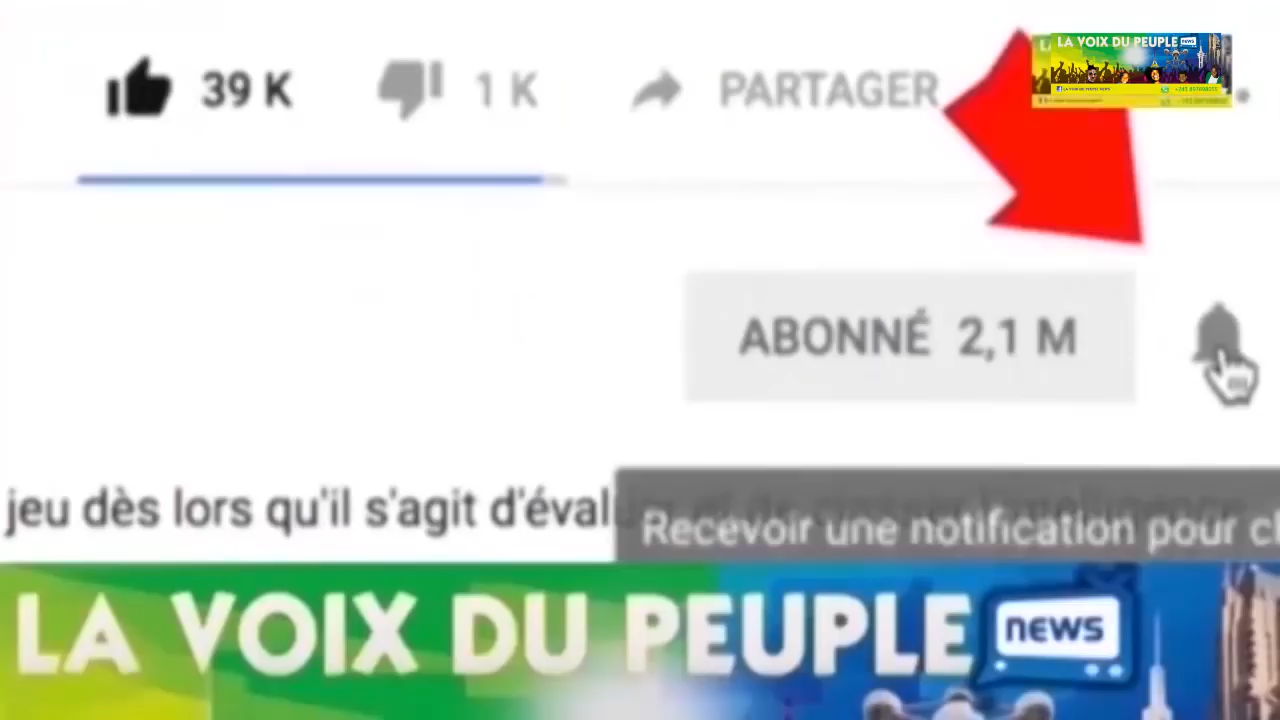 LA VOIX DU PEUPLE NEWS
39 K 1 K PARTAGER
ABONNÉ 2,1 M
jeu dès lors qu'il s'agit d'éval
Recevoir une notification pour
LA VOIX DU PEUPLE NEWS